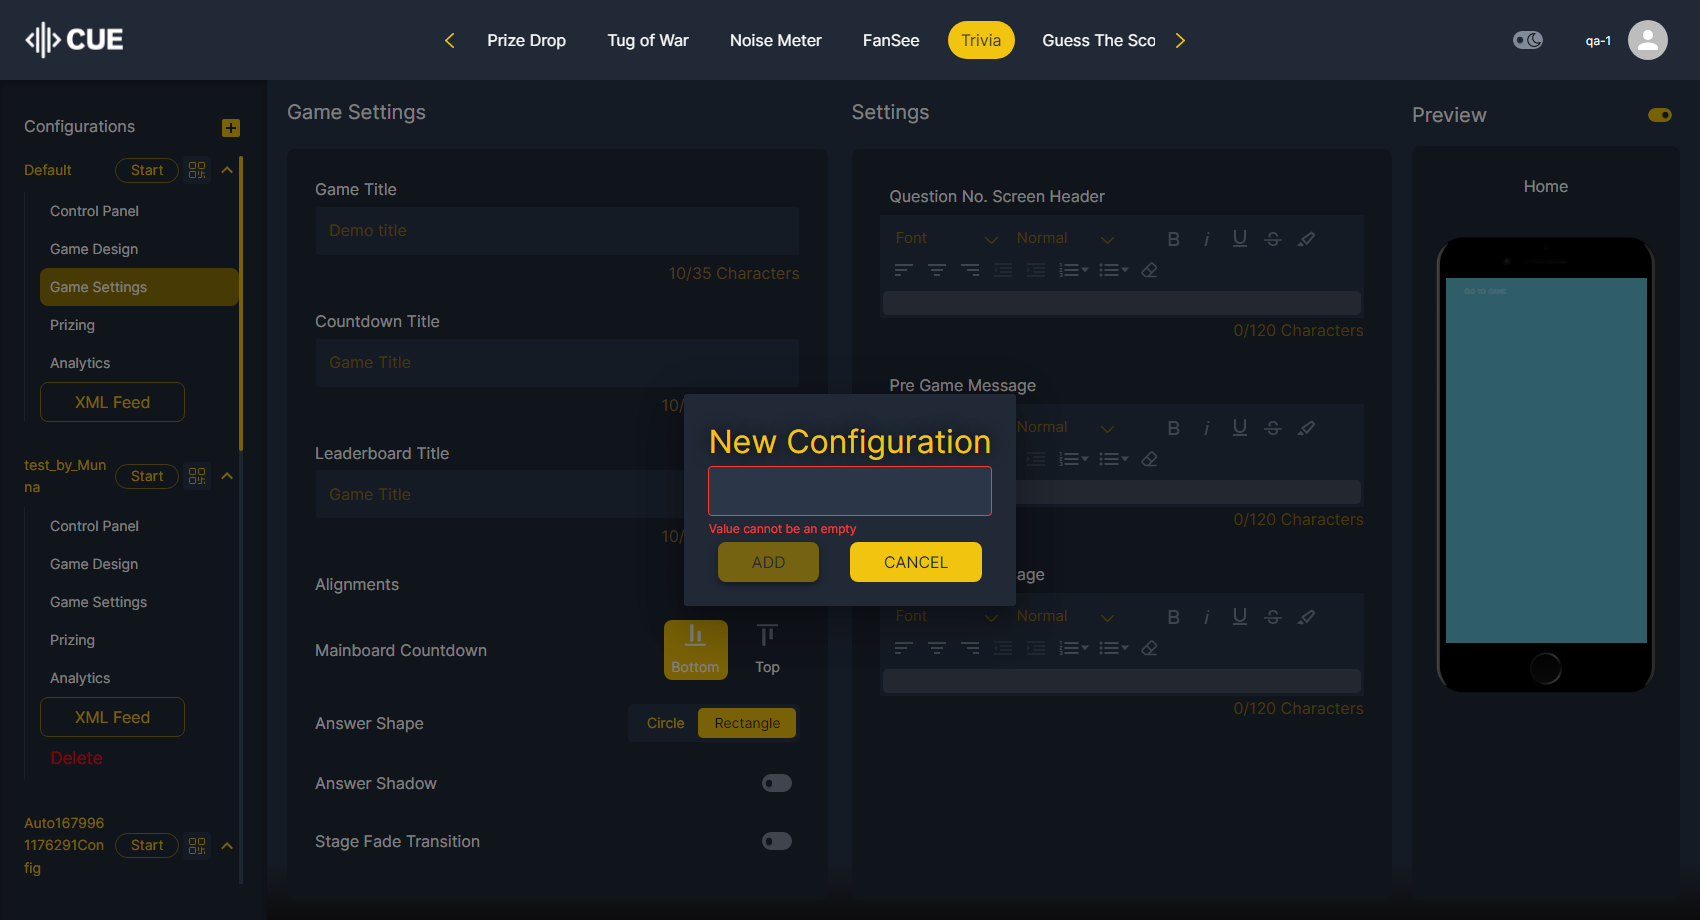 CUE
Prize Drop
Tug of War
Noise Meter
FanSee
Trivia
Guess The Sco
qa-1
Configurations
Default
Start
Control Panel
Game Design
Game Settings
Prizing
Analytics
XML Feed
test_by_Mun
na
Start
Control Panel
Game Design
Game Settings
Prizing
Analytics
XML Feed
Delete
Auto167996
1176291Con
fig
Start
Game Settings
Game Title
Demo title
10/35 Characters
Countdown Title
Game Title
10/
Leaderboard Title
Game Title
10/
Alignments
Mainboard Countdown
Bottom
Top
Answer Shape
Circle
Rectangle
Answer Shadow
Stage Fade Transition
New Configuration
Value cannot be an empty
ADD
CANCEL
Settings
Question No. Screen Header
Font
Normal
0/120 Characters
Pre Game Message
Normal
0/120 Characters
age
Font
Normal
0/120 Characters
Preview
Home